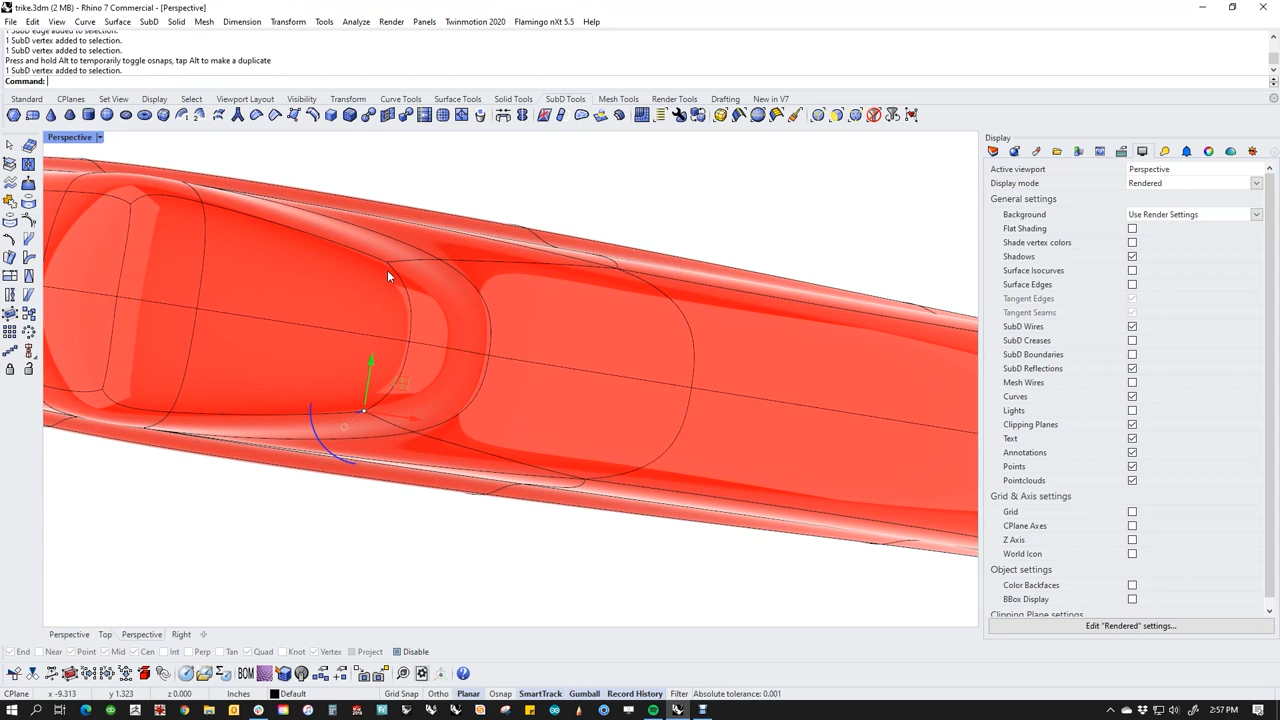 trike.3dm (2 MB) - Rhino 7 Commercial - [Perspective]
File Edit View Curve Surface SubD Solid Mesh Dimension Transform Tools Analyze Render Panels Twinmotion 2020 Flamingo nXt 5.5 Help
1 SubD edge added to selection.
1 SubD vertex added to selection.
1 SubD vertex added to selection.
Press and hold Alt to temporarily toggle osnaps, tap Alt to make a duplicate
1 SubD vertex added to selection.
Command:
Standard CPlanes Set View Display Select Viewport Layout Visibility Transform Curve Tools Surface Tools Solid Tools SubD Tools Mesh Tools Render Tools Drafting New in V7
Perspective
Display
Active viewport Perspective
Display mode Rendered
General settings
Background Use Render Settings
Flat Shading
Shade vertex colors
Shadows
Surface Isocurves
Surface Edges
Tangent Edges
Tangent Seams
SubD Wires
SubD Creases
SubD Boundaries
SubD Reflections
Mesh Wires
Curves
Lights
Clipping Planes
Text
Annotations
Points
Pointclouds
Grid & Axis settings
Grid
CPlane Axes
Z Axis
World Icon
Object settings
Color Backfaces
BBox Display
Clipping Plane settings
Edit "Rendered" settings...
Perspective Top Perspective Right
End Near Point Mid Cen Int Perp Tan Quad Knot Vertex Project Disable
BOM
CPlane x -9.313 y 1.323 z 0.000 Inches Default Grid Snap Ortho Planar Osnap SmartTrack Gumball Record History Filter Absolute tolerance: 0.001
2:57 PM